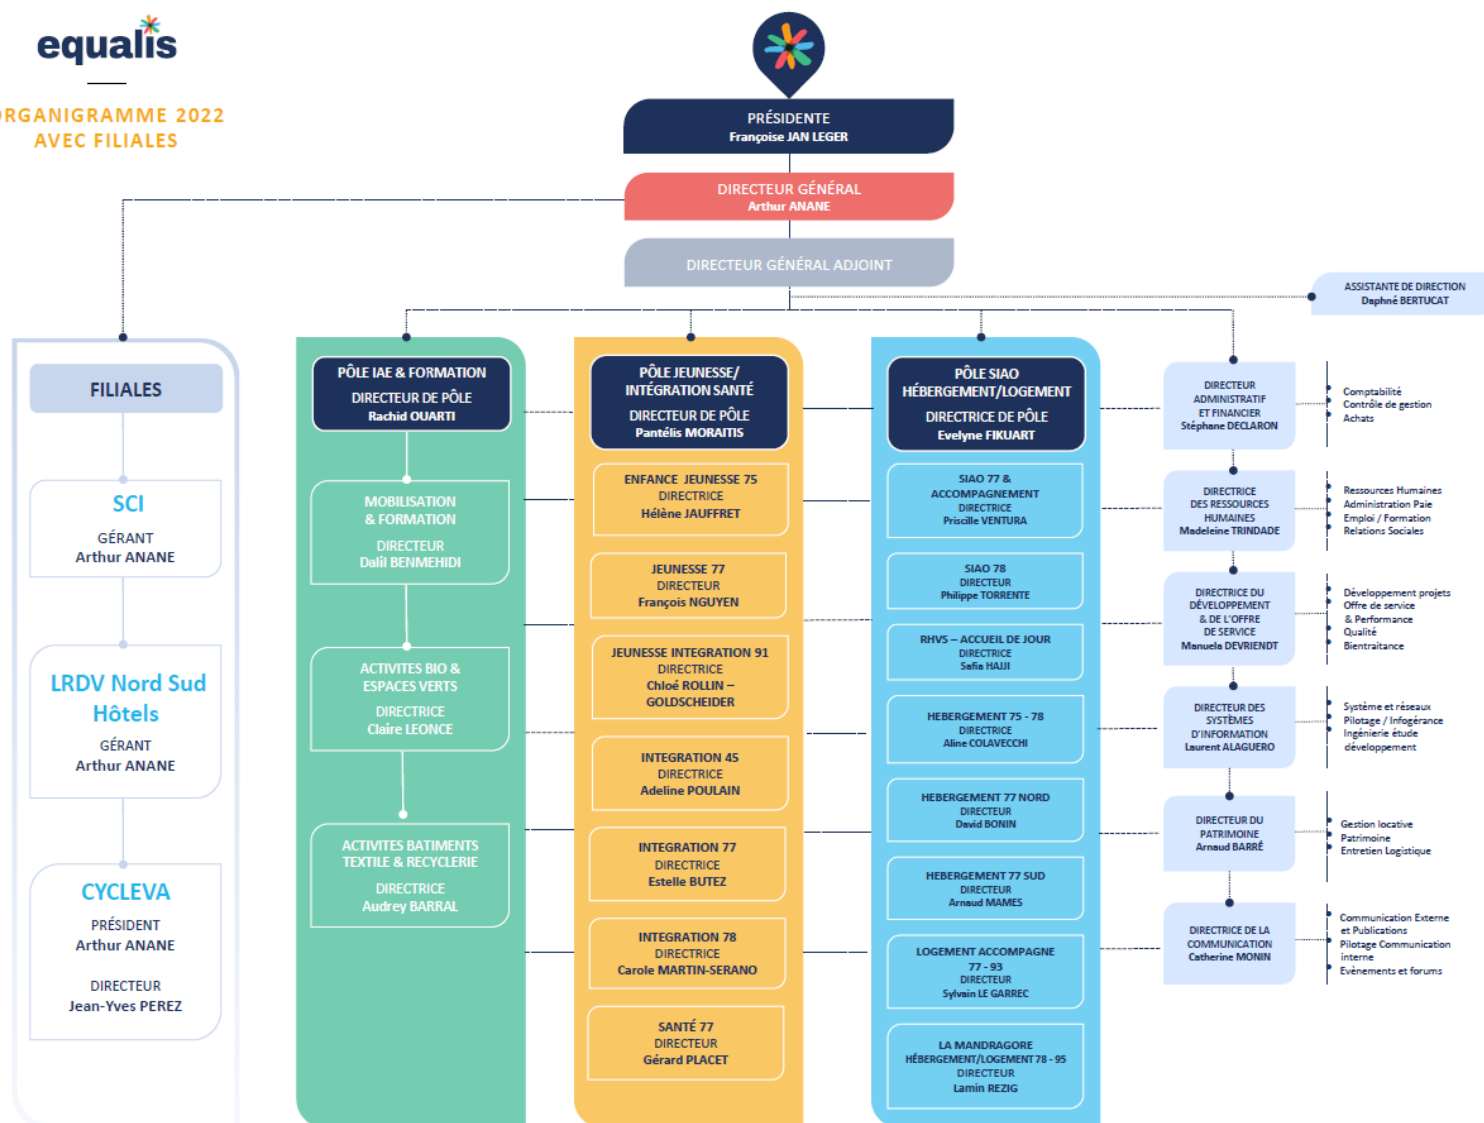 equalis
ORGANIGRAMME 2022
AVEC FILIALES
PRÉSIDENTE
Françoise JAN LEGER
DIRECTEUR GÉNÉRAL
Arthur ANANE
DIRECTEUR GÉNÉRAL ADJOINT
ASSISTANTE DE DIRECTION
Daphné BERTUCAT
FILIALES
SCI
GÉRANT
Arthur ANANE
LRDV Nord Sud
Hôtels
GÉRANT
Arthur ANANE
CYCLEVA
PRÉSIDENT
Arthur ANANE
DIRECTEUR
Jean-Yves PEREZ
PÔLE IAE & FORMATION
DIRECTEUR DE PÔLE
Rachid OUARTI
MOBILISATION
& FORMATION
DIRECTEUR
Dalil BENMEHIDI
ACTIVITES BIO &
ESPACES VERTS
DIRECTRICE
Claire LEONCE
ACTIVITES BATIMENTS
TEXTILE & RECYCLERIE
DIRECTRICE
Audrey BARRAL
PÔLE JEUNESSE/
INTÉGRATION SANTÉ
DIRECTEUR DE PÔLE
Pantélis MORAITIS
ENFANCE JEUNESSE 75
DIRECTRICE
Hélène JAUFFRET
JEUNESSE 77
DIRECTEUR
François NGUYEN
JEUNESSE INTEGRATION 91
DIRECTRICE
Chloé ROLLIN –
GOLDSCHEIDER
INTEGRATION 45
DIRECTRICE
Adeline POULAIN
INTEGRATION 77
DIRECTRICE
Estelle BUTEZ
INTEGRATION 78
DIRECTRICE
Carole MARTIN-SERANO
SANTÉ 77
DIRECTEUR
Gérard PLACET
PÔLE SIAO
HÉBERGEMENT/LOGEMENT
DIRECTRICE DE PÔLE
Evelyne FIKUART
SIAO 77 &
ACCOMPAGNEMENT
DIRECTRICE
Priscille VENTURA
SIAO 78
DIRECTEUR
Philippe TORRENTE
RHVS – ACCUEIL DE JOUR
DIRECTRICE
Safia HAJJI
HEBERGEMENT 75 - 78
DIRECTRICE
Aline COLAVECCHI
HEBERGEMENT 77 NORD
DIRECTEUR
David BONIN
HEBERGEMENT 77 SUD
DIRECTEUR
Arnaud MAMES
LOGEMENT ACCOMPAGNE
77 - 93
DIRECTEUR
Sylvain LE GARREC
LA MANDRAGORE
HÉBERGEMENT/LOGEMENT 78 - 95
DIRECTEUR
Lamin REZIG
DIRECTEUR
ADMINISTRATIF
ET FINANCIER
Stéphane DECLARON
Comptabilité
Contrôle de gestion
Achats
DIRECTRICE
DES RESSOURCES
HUMAINES
Madeleine TRINDADE
Ressources Humaines
Administration Paie
Emploi / Formation
Relations Sociales
DIRECTRICE DU
DÉVELOPPEMENT
& DE L'OFFRE
DE SERVICE
Manuela DEVRIENDT
Développement projets
Offre de service
& Performance
Qualité
Bientraitance
DIRECTEUR DES
SYSTÈMES
D'INFORMATION
Laurent ALAGUERO
Système et réseaux
Pilotage / Infogérance
Ingénierie étude
développement
DIRECTEUR DU
PATRIMOINE
Arnaud BARRÉ
Gestion locative
Patrimoine
Entretien Logistique
DIRECTRICE DE LA
COMMUNICATION
Catherine MONIN
Communication Externe
et Publications
Pilotage Communication
interne
Evènements et forums